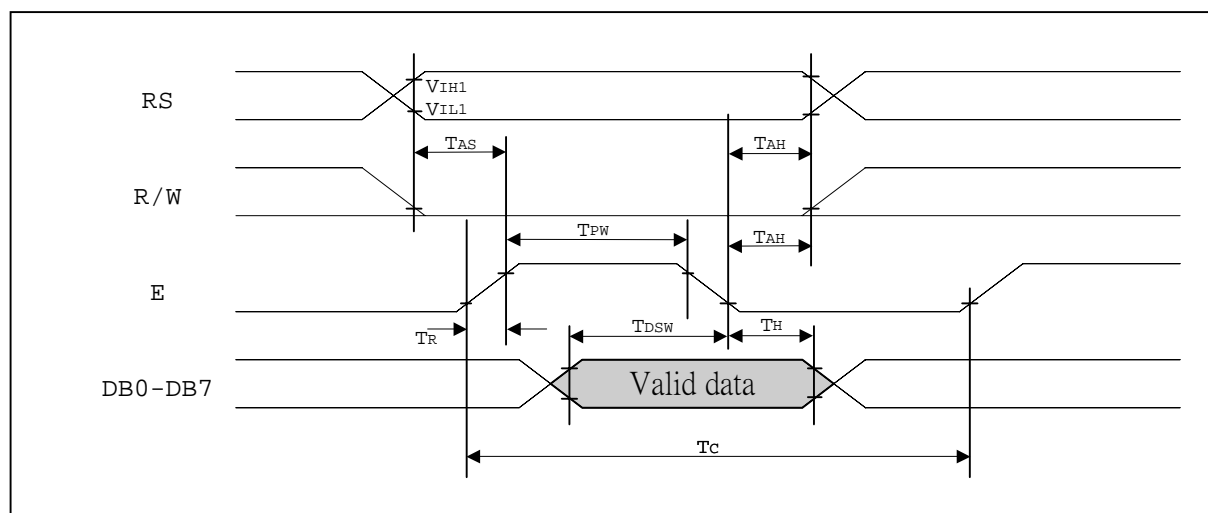 RS
VIH1
VIL1
TAS
TAH
R/W
TPW
TAH
E
TR
TDSW
TH
DB0-DB7
Valid data
TC